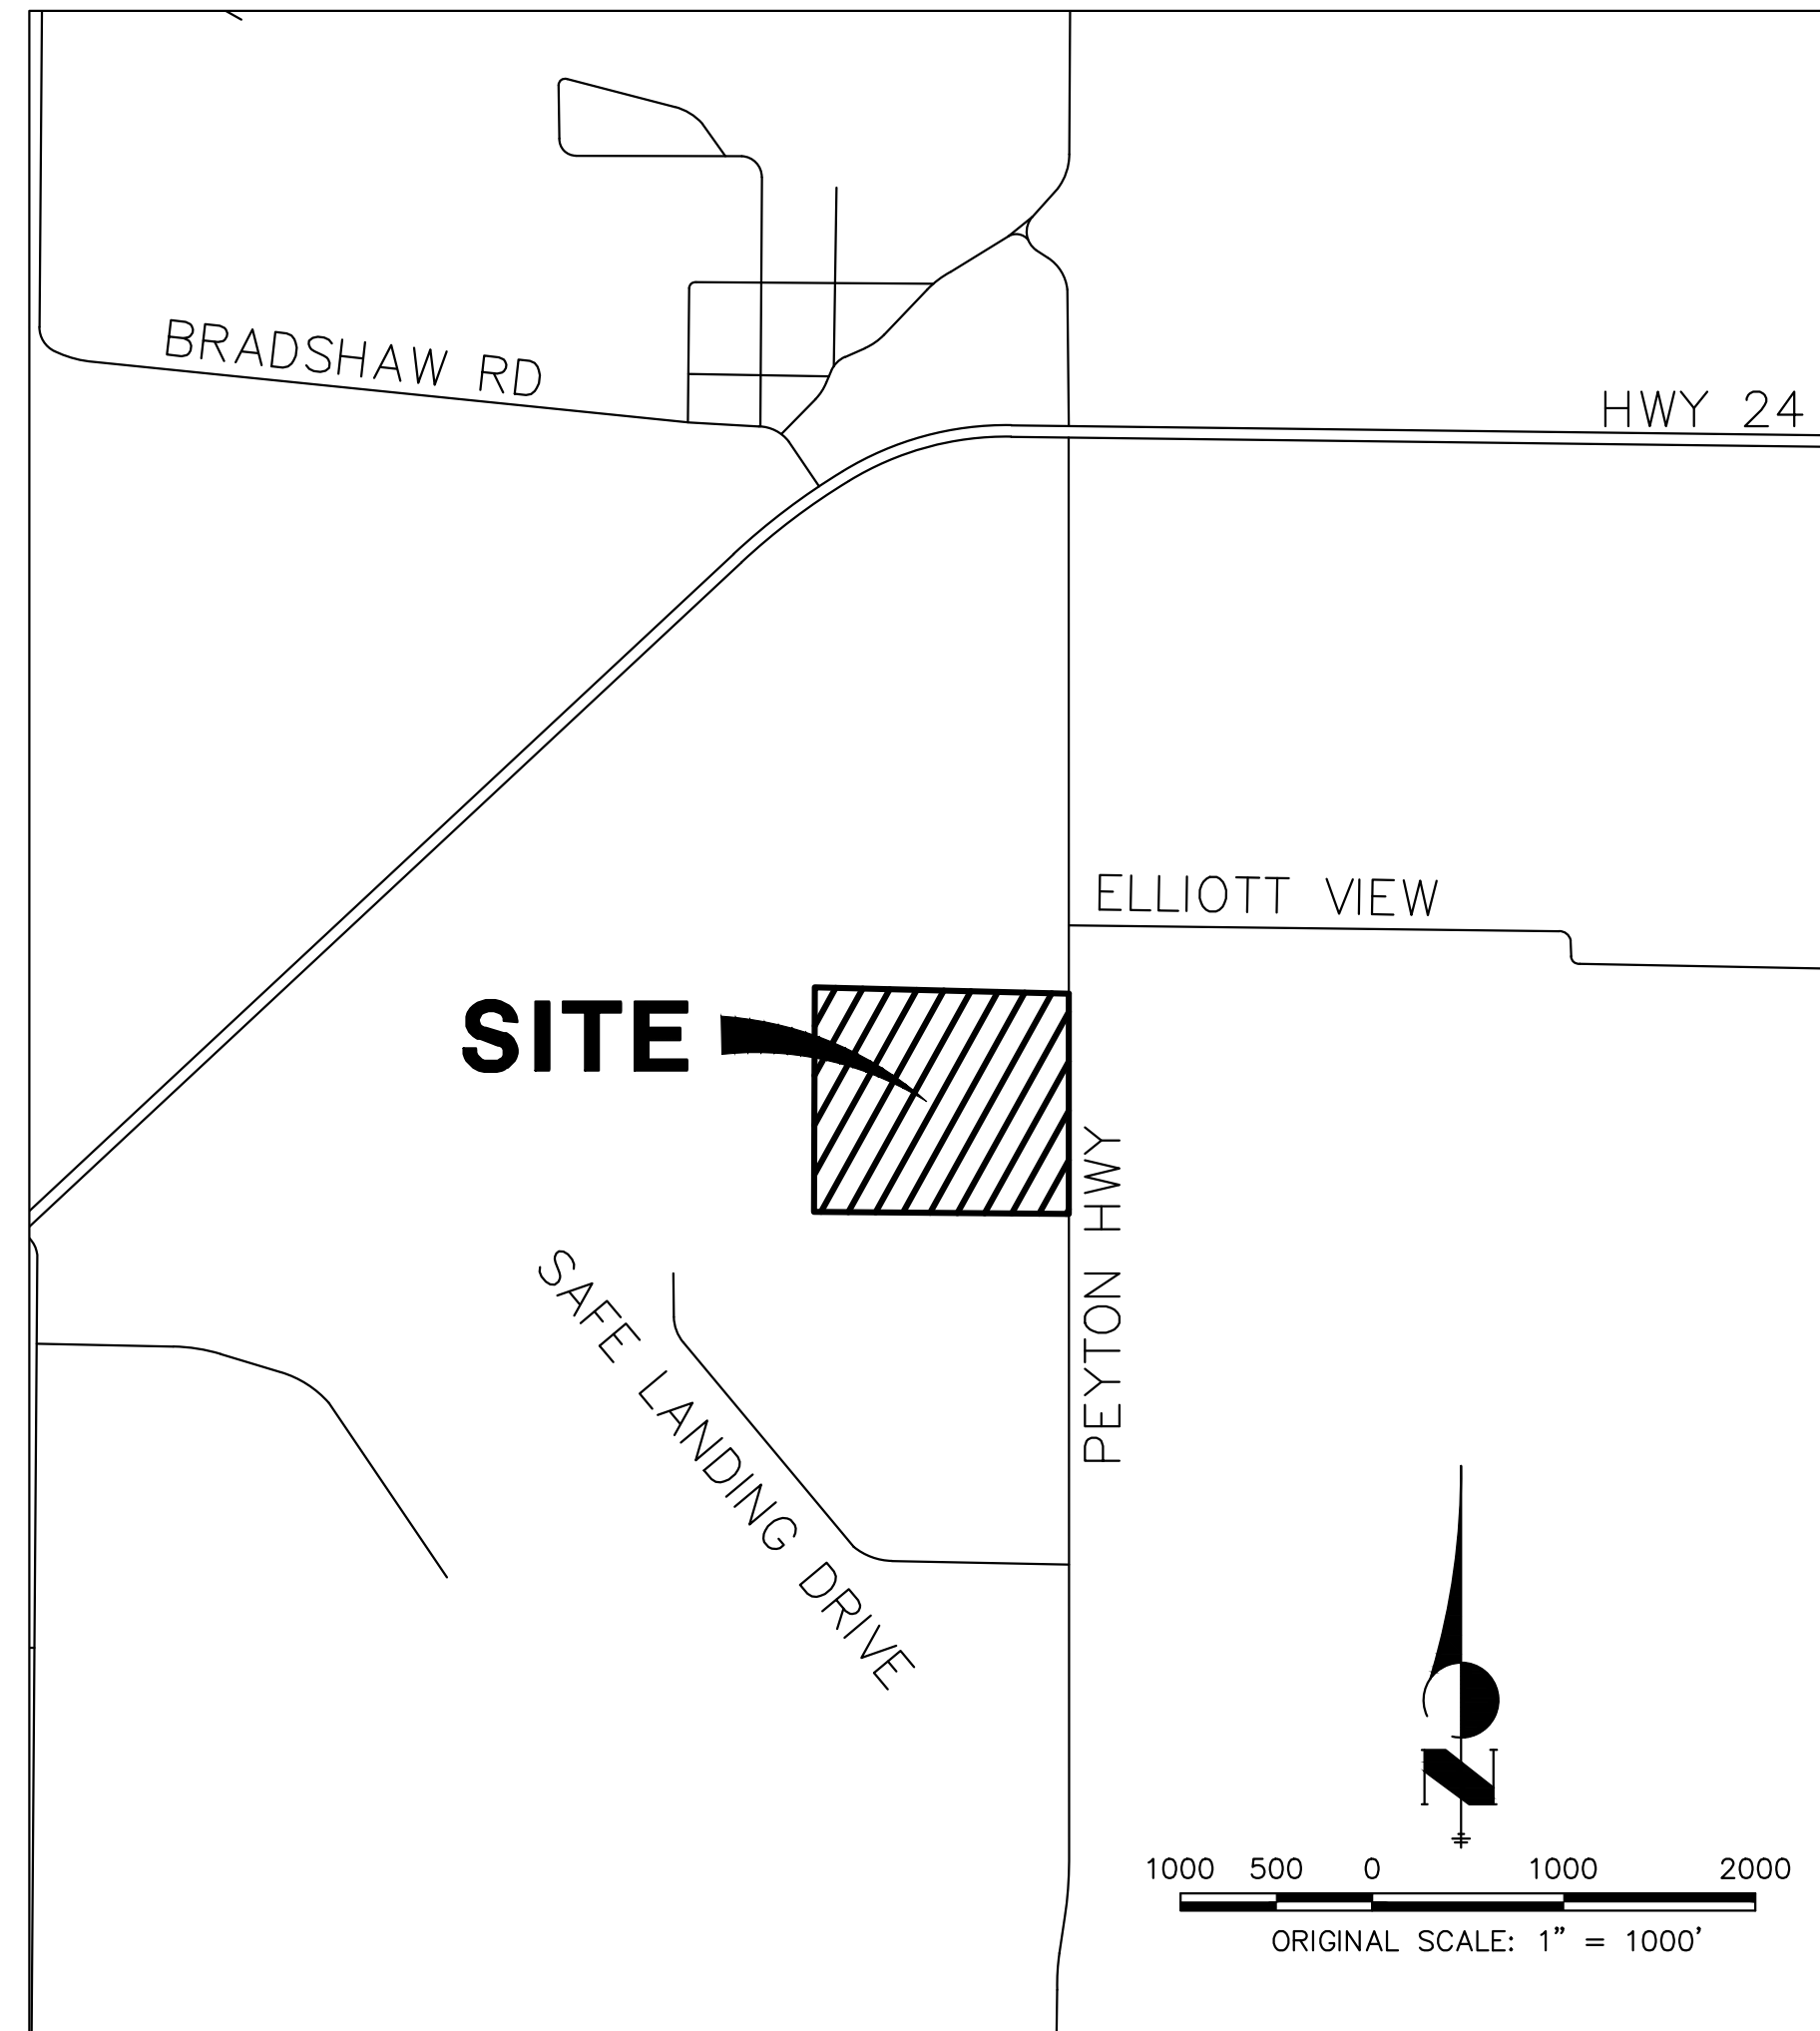 BRADSHAW RD
HWY 24
ELLIOTT VIEW
SITE
PEYTON HWY
SAFE LANDING DRIVE
N
1000 500 0 1000 2000
ORIGINAL SCALE: 1" = 1000'